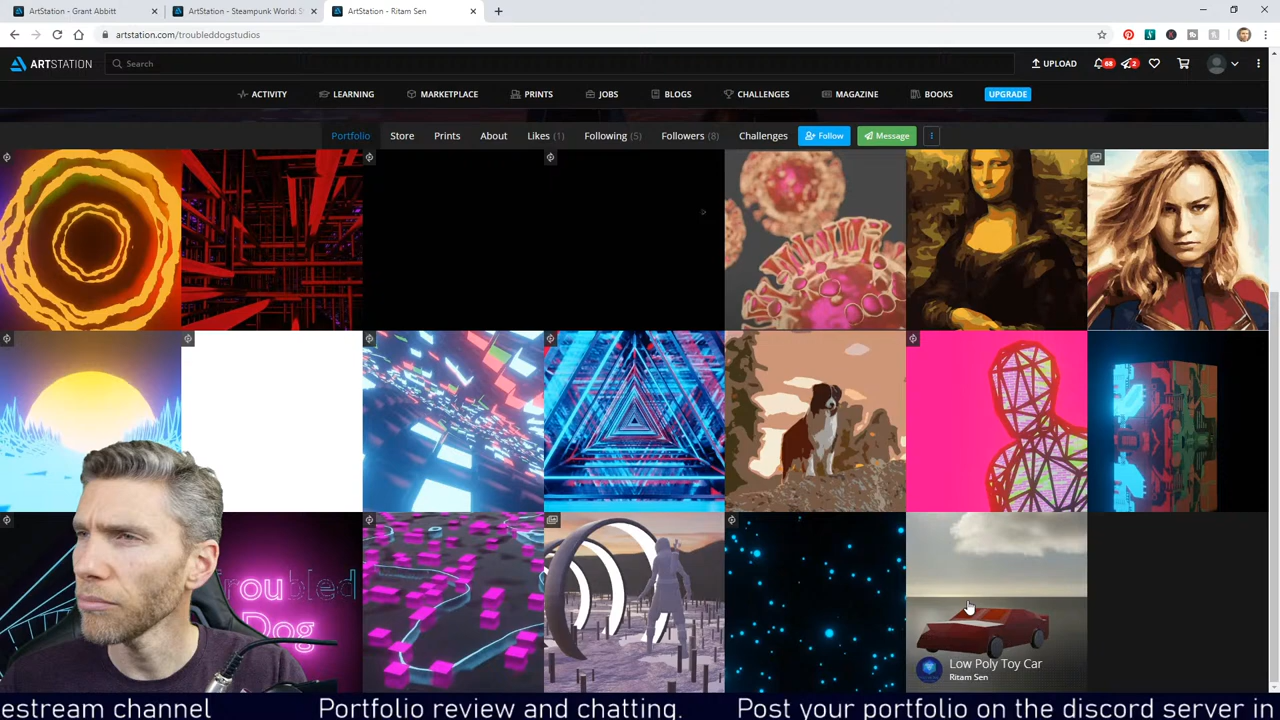 ArtStation - Grant Abbitt
ArtStation - Steampunk World: S
ArtStation - Ritam Sen
artstation.com/troubleddogstudios
ARTSTATION
Search
UPLOAD
68
2
ACTIVITY
LEARNING
MARKETPLACE
PRINTS
JOBS
BLOGS
CHALLENGES
MAGAZINE
BOOKS
UPGRADE
Portfolio
Store
Prints
About
Likes (1)
Following (5)
Followers (8)
Challenges
Follow
Message
roubled
Dog
Low Poly Toy Car
Ritam Sen
estream channel
Portfolio review and chatting.
Post your portfolio on the discord server in